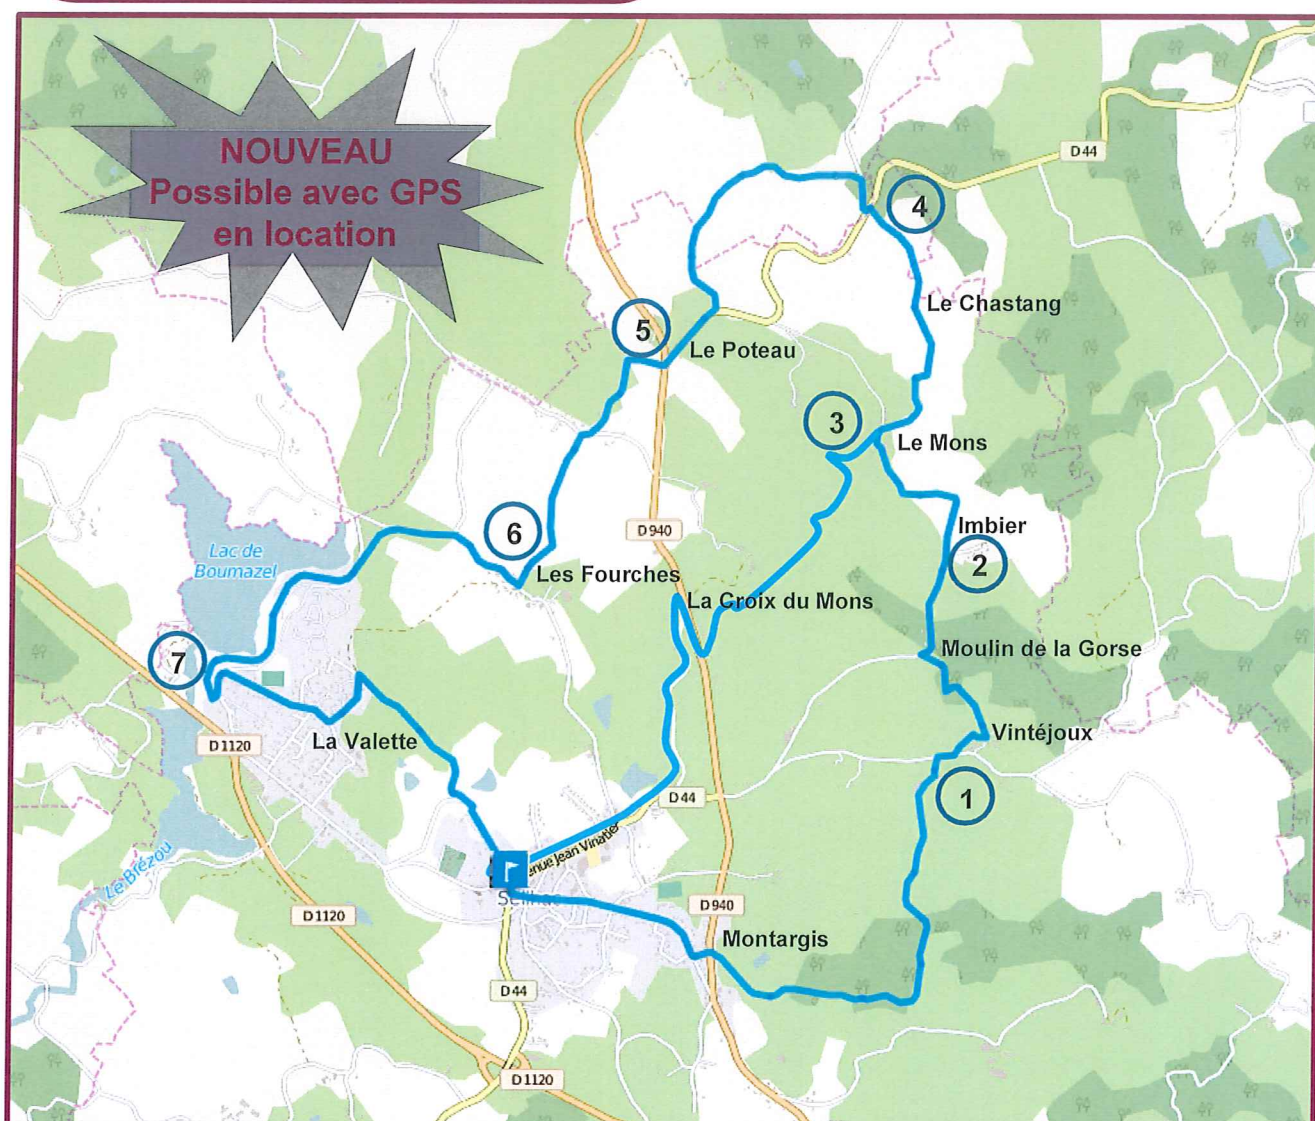 NOUVEAU
Possible avec GPS
en location
D44
4
Le Chastang
5
Le Poteau
3
Le Mons
Imbier
2
D940
6
Les Fourches
La Croix du Mons
Lac de
Boumazel
Moulin de la Gorse
7
Vintéjoux
La Valette
D1120
1
D44
enue Jean Vinatier
Le Brézou
Seilhac
D1120
D940
Montargis
D44
D1120